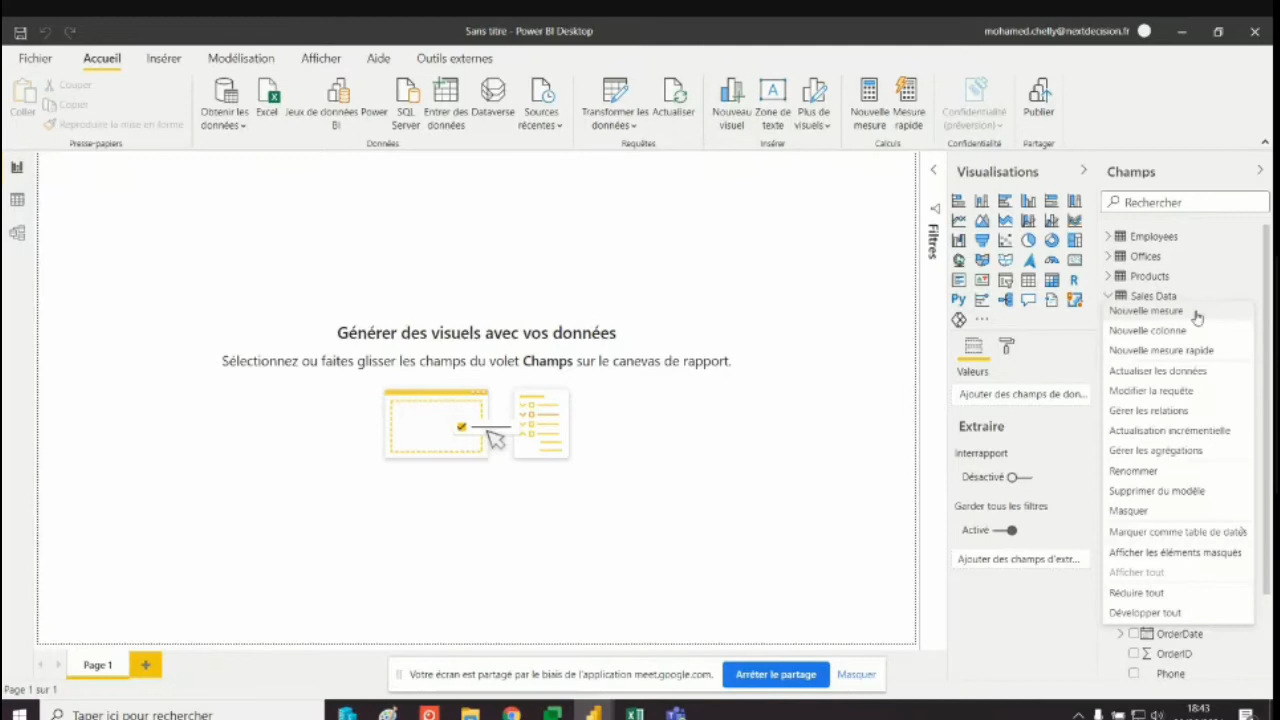 Sans titre - Power BI Desktop
mohamed.chelly@nextdecision.fr
Fichier
Accueil
Insérer
Modélisation
Afficher
Aide
Outils externes
Coller
Couper
Copier
Reproduire la mise en forme
Presse-papiers
Obtenir les données
Excel
Jeux de données Power BI
SQL Server
Entrer des données
Dataverse
Sources récentes
Données
Transformer les données
Actualiser
Requêtes
Nouveau visuel
Zone de texte
Plus de visuels
Insérer
Nouvelle mesure
Mesure rapide
Calculs
Confidentialité (préversion)
Confidentialité
Publier
Partager
Générer des visuels avec vos données
Sélectionnez ou faites glisser les champs du volet Champs sur le canevas de rapport.
Filtres
Visualisations
R
Py
Valeurs
Ajouter des champs de don...
Extraire
Interrapport
Désactivé
Garder tous les filtres
Activé
Ajouter des champs d'extr...
Champs
Rechercher
Employees
Offices
Products
Sales Data
Nouvelle mesure
Nouvelle colonne
Nouvelle mesure rapide
Actualiser les données
Modifier la requête
Gérer les relations
Actualisation incrémentielle
Gérer les agrégations
Renommer
Supprimer du modèle
Masquer
Marquer comme table de dates
Afficher les éléments masqués
Afficher tout
Réduire tout
Développer tout
OrderDate
OrderID
Phone
Page 1
Page 1 sur 1
Votre écran est partagé par le biais de l'application meet.google.com.
Arrêter le partage
Masquer
Taper ici pour rechercher
18:43